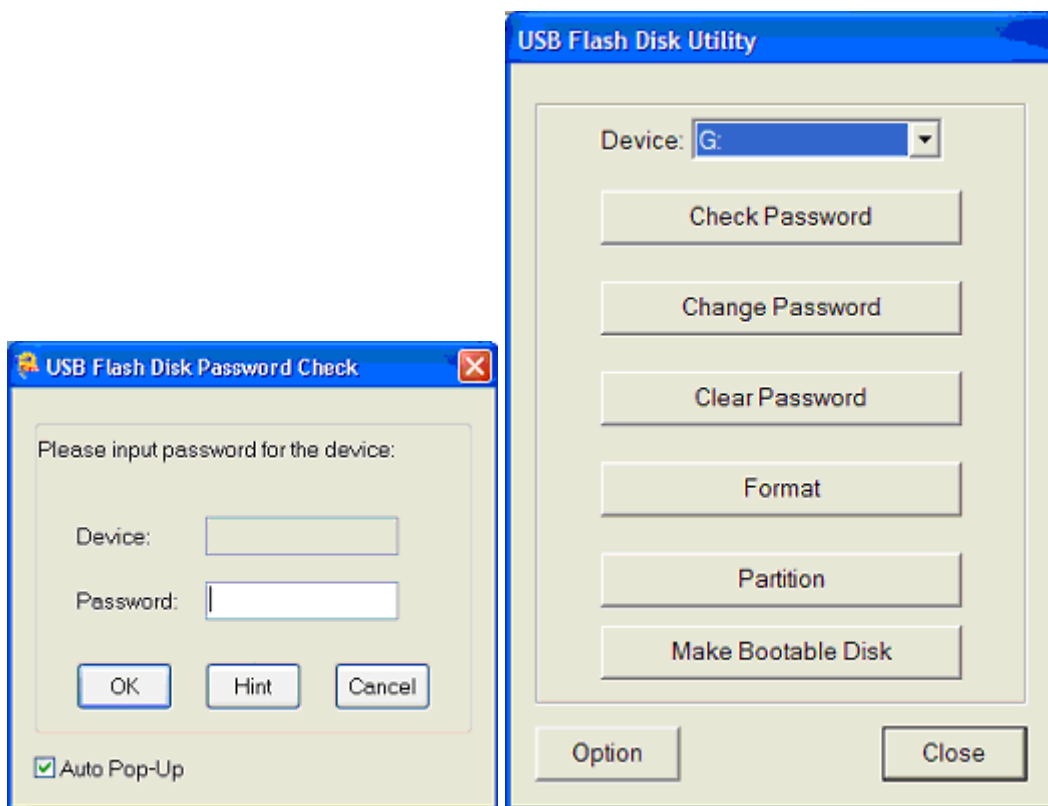 USB Flash Disk Password Check
Please input password for the device:
Device:
Password:
OK Hint Cancel
Auto Pop-Up
USB Flash Disk Utility
Device: G:
Check Password
Change Password
Clear Password
Format
Partition
Make Bootable Disk
Option Close